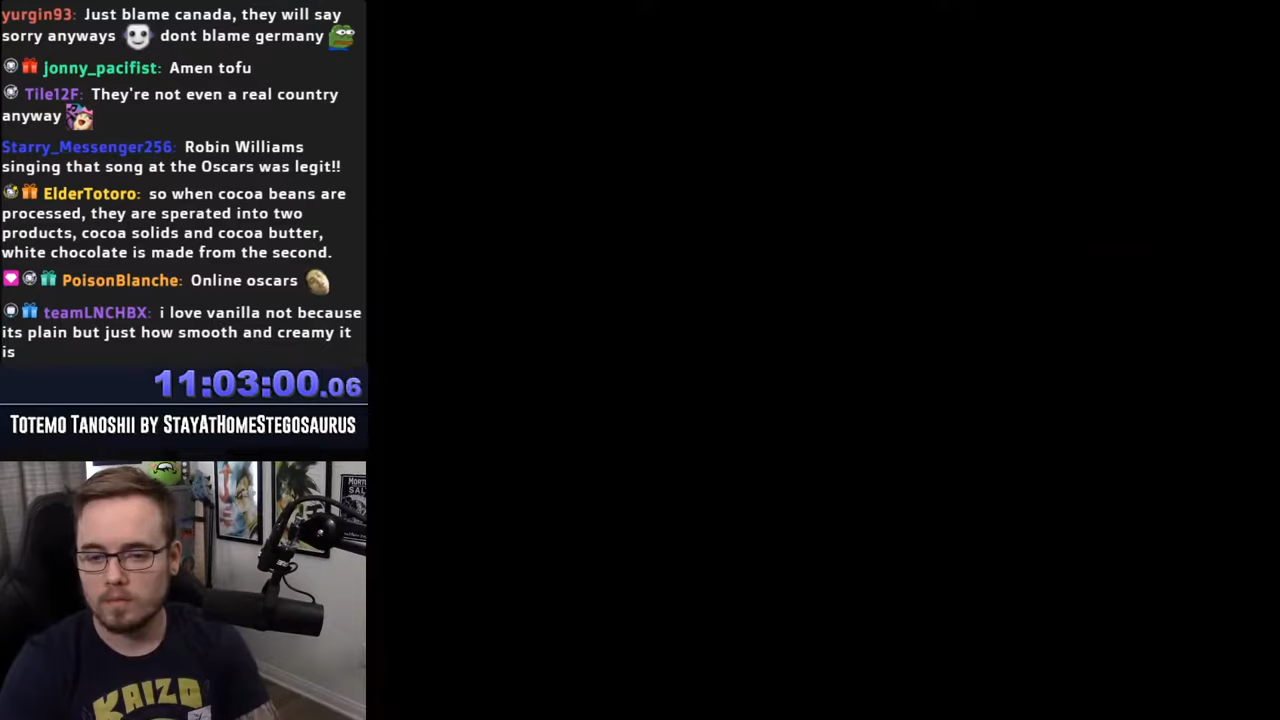 yurgin93: Just blame canada, they will say
sorry anyways dont blame germany
jonny_pacifist: Amen tofu
Tile12F: They're not even a real country
anyway
Starry_Messenger256: Robin Williams
singing that song at the Oscars was legit!!
ElderTotoro: so when cocoa beans are
processed, they are sperated into two
products, cocoa solids and cocoa butter,
white chocolate is made from the second.
PoisonBlanche: Online oscars
teamLNCHBX: i love vanilla not because
its plain but just how smooth and creamy it
is
11:03:00.06
Totemo Tanoshii by StayAtHomeStegosaurus
KAIZO